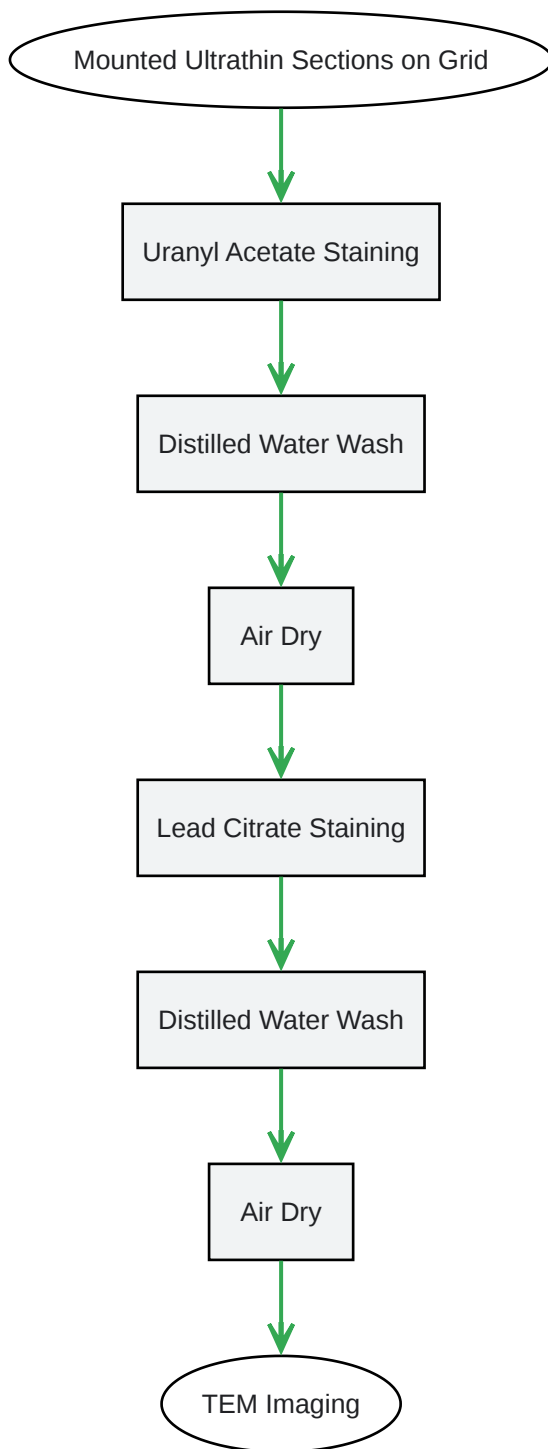 Mounted Ultrathin Sections on Grid
Uranyl Acetate Staining
Distilled Water Wash
Air Dry
Lead Citrate Staining
Distilled Water Wash
Air Dry
TEM Imaging